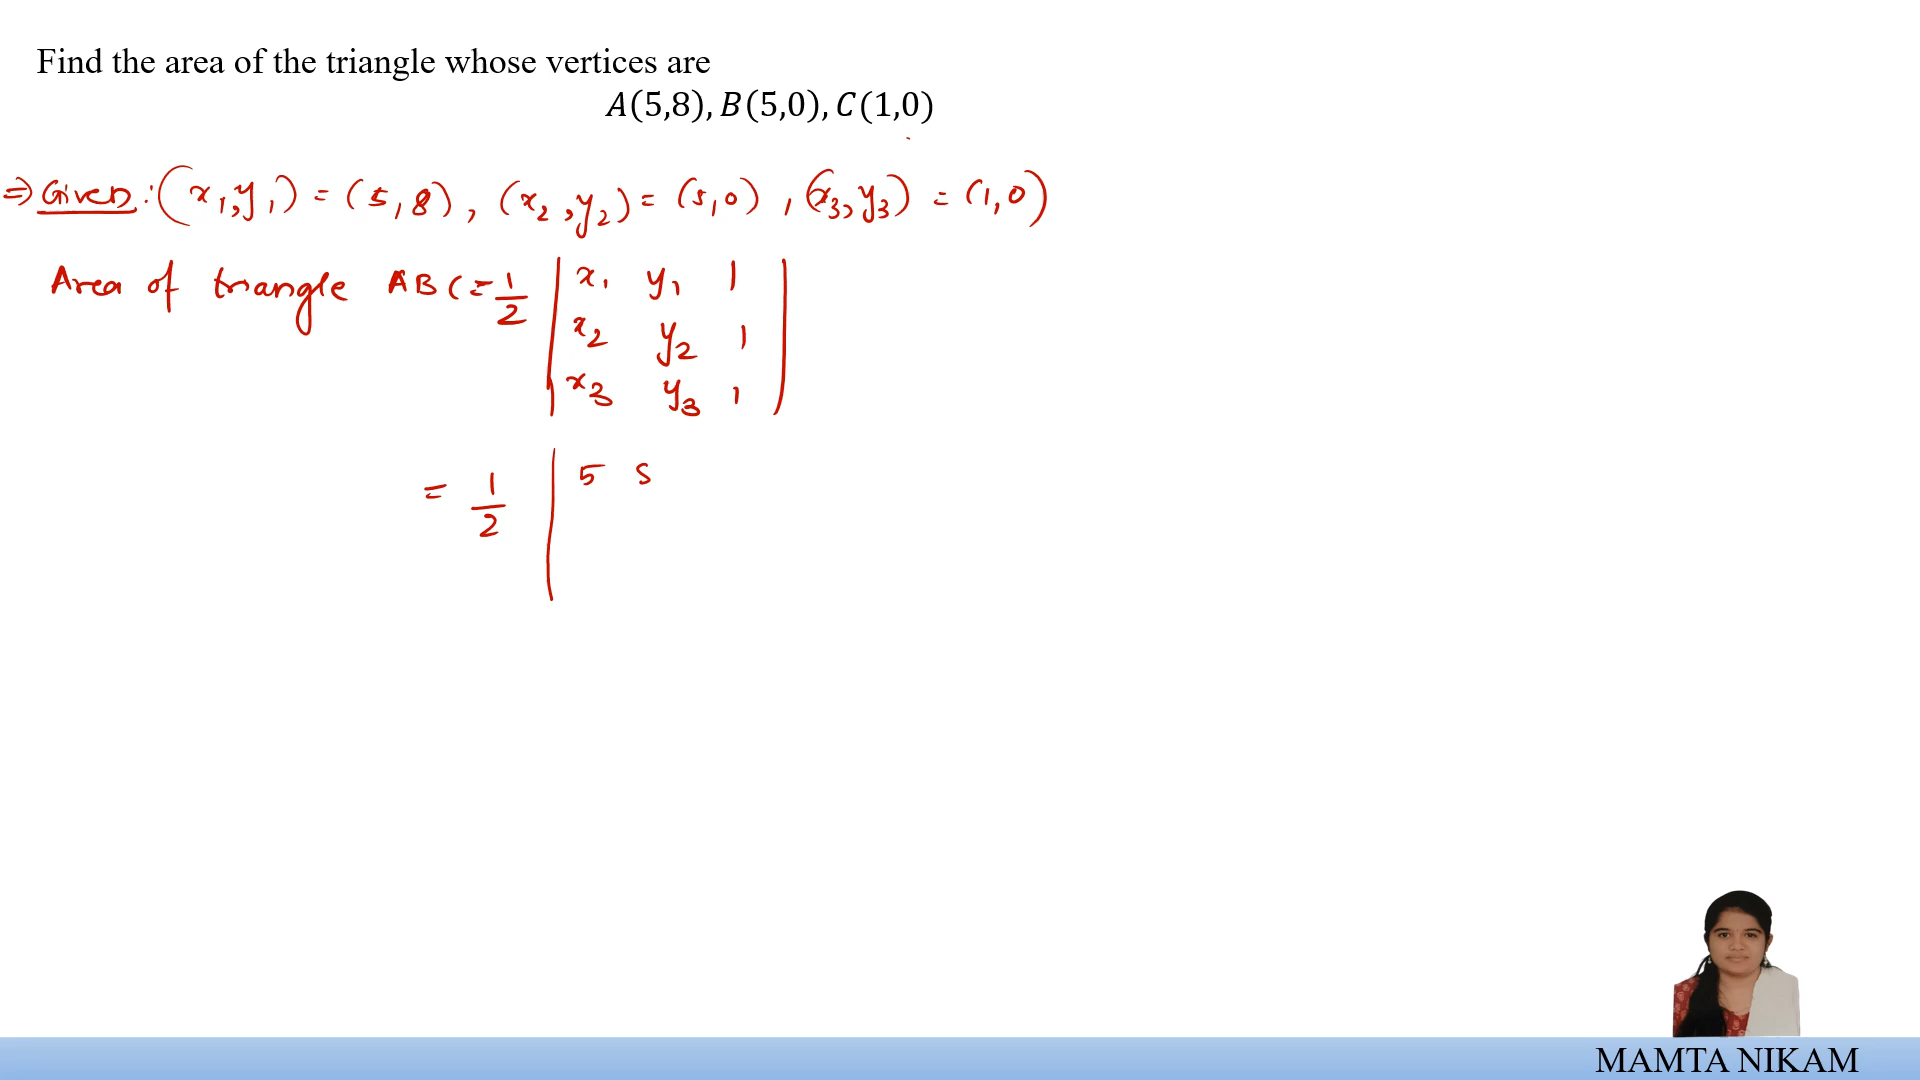 Find the area of the triangle whose vertices are
A(5,8), B(5,0), C(1,0)
⇒ Given: (x₁,y₁) = (5,8), (x₂,y₂) = (5,0), (x₃,y₃) = (1,0)
Area of triangle ABC = 1/2 | x₁ y₁ 1 |
x₂ y₂ 1
x₃ y₃ 1
= 1/2 | 5 S
MAMTA NIKAM